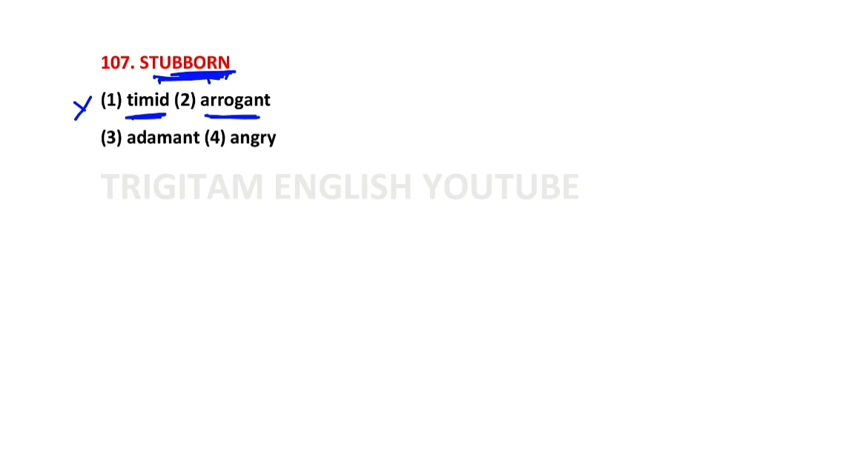 107. STUBBORN
(1) timid (2) arrogant
(3) adamant (4) angry
TRIGITAM ENGLISH YOUTUBE